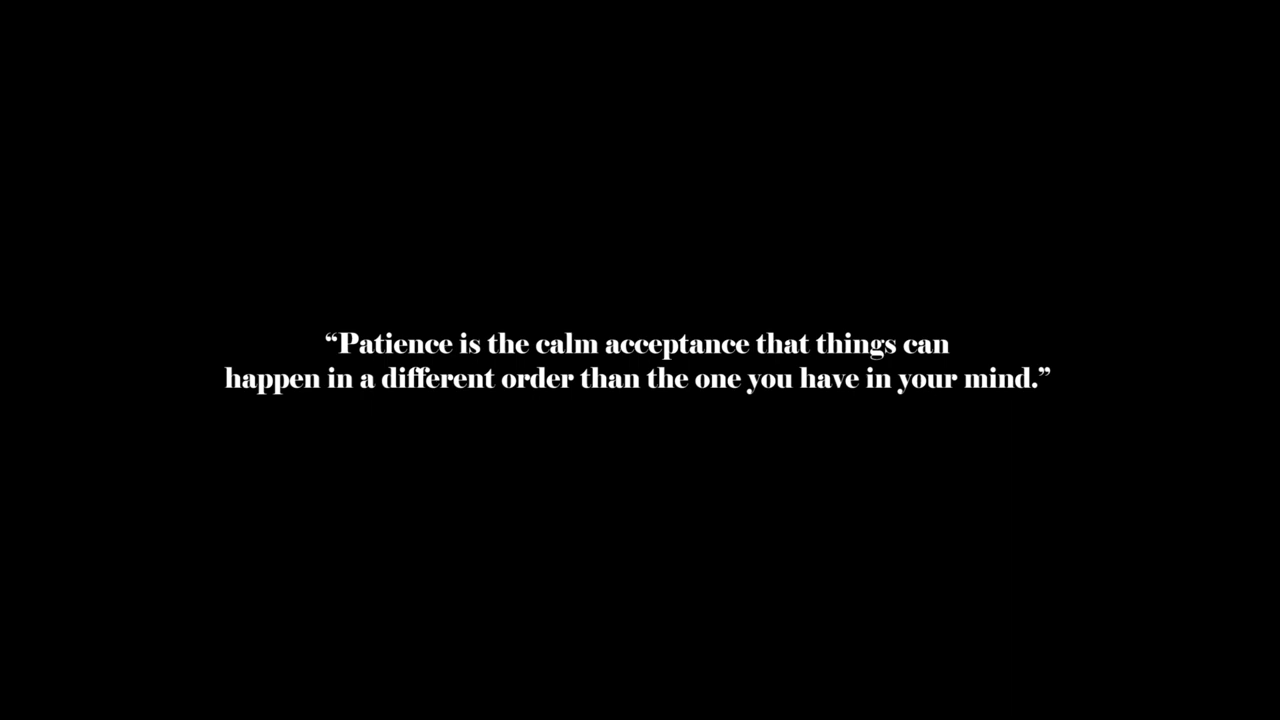 “Patience is the calm acceptance that things can
happen in a different order than the one you have in your mind.”